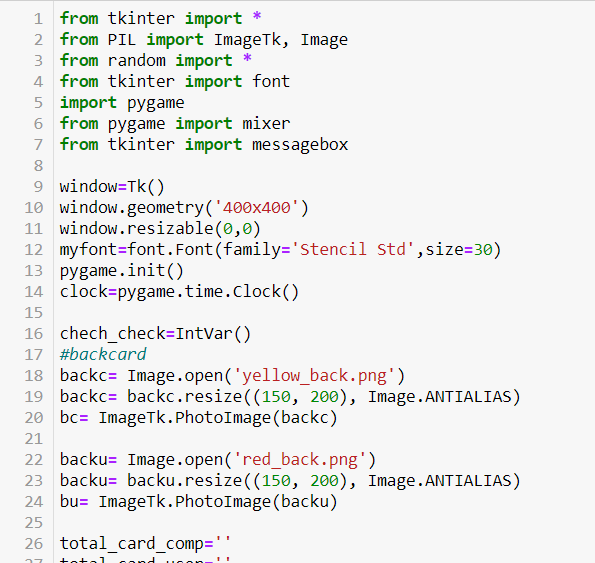 1 from tkinter import *
2 from PIL import ImageTk, Image
3 from random import *
4 from tkinter import font
5 import pygame
6 from pygame import mixer
7 from tkinter import messagebox
8
9 window=Tk()
10 window.geometry('400x400')
11 window.resizable(0,0)
12 myfont=font.Font(family='Stencil Std',size=30)
13 pygame.init()
14 clock=pygame.time.Clock()
15
16 chech_check=IntVar()
17 #backcard
18 backc= Image.open('yellow_back.png')
19 backc= backc.resize((150, 200), Image.ANTIALIAS)
20 bc= ImageTk.PhotoImage(backc)
21
22 backu= Image.open('red_back.png')
23 backu= backu.resize((150, 200), Image.ANTIALIAS)
24 bu= ImageTk.PhotoImage(backu)
25
26 total_card_comp=''
27 total_card_user=''